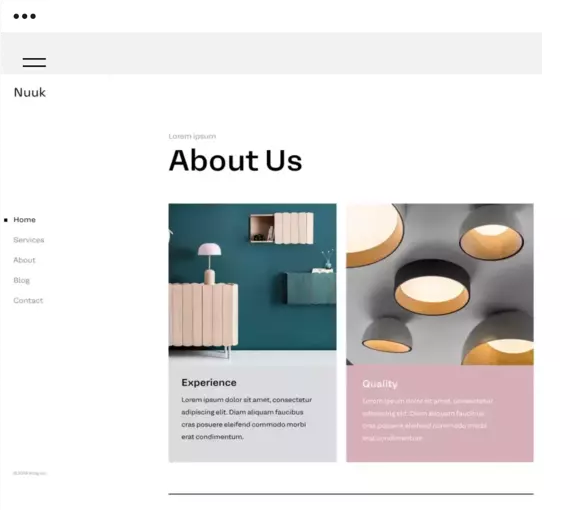 Nuuk
Lorem ipsum
About Us
Home
Services
About
Blog
Contact
Experience
Lorem ipsum dolor sit amet, consectetur
adipiscing elit. Diam aliquam faucibus
cras posuere eleifend commodo morbi
erat condimentum.
Quality
Lorem ipsum dolor sit amet, consectetur
adipiscing elit. Diam aliquam faucibus
cras posuere eleifend commodo morbi
erat condimentum.